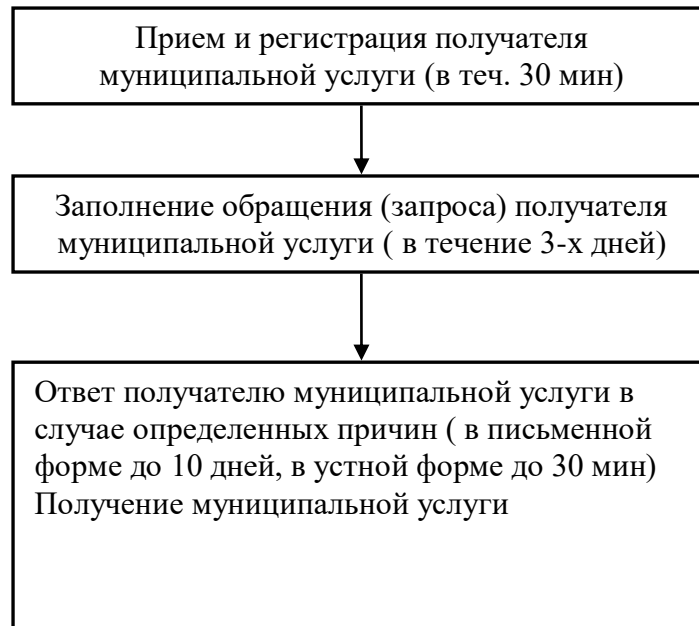 Прием и регистрация получателя
муниципальной услуги (в теч. 30 мин)
Заполнение обращения (запроса) получателя
муниципальной услуги ( в течение 3-х дней)
Ответ получателю муниципальной услуги в
случае определенных причин ( в письменной
форме до 10 дней, в устной форме до 30 мин)
Получение муниципальной услуги